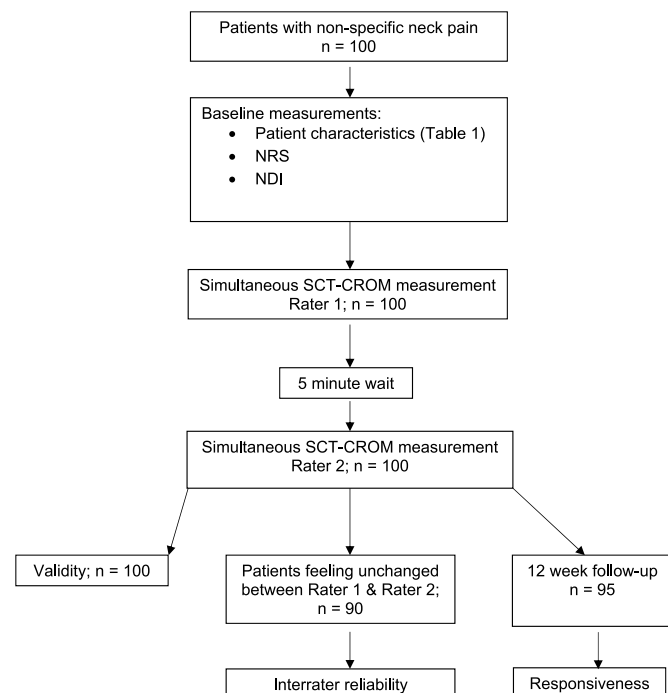 Patients with non-specific neck pain
n = 100
Baseline measurements:
• Patient characteristics (Table 1)
• NRS
• NDI
Simultaneous SCT-CROM measurement
Rater 1; n = 100
5 minute wait
Simultaneous SCT-CROM measurement
Rater 2; n = 100
Validity; n = 100
Patients feeling unchanged
between Rater 1 & Rater 2;
n = 90
12 week follow-up
n = 95
Interrater reliability
Responsiveness